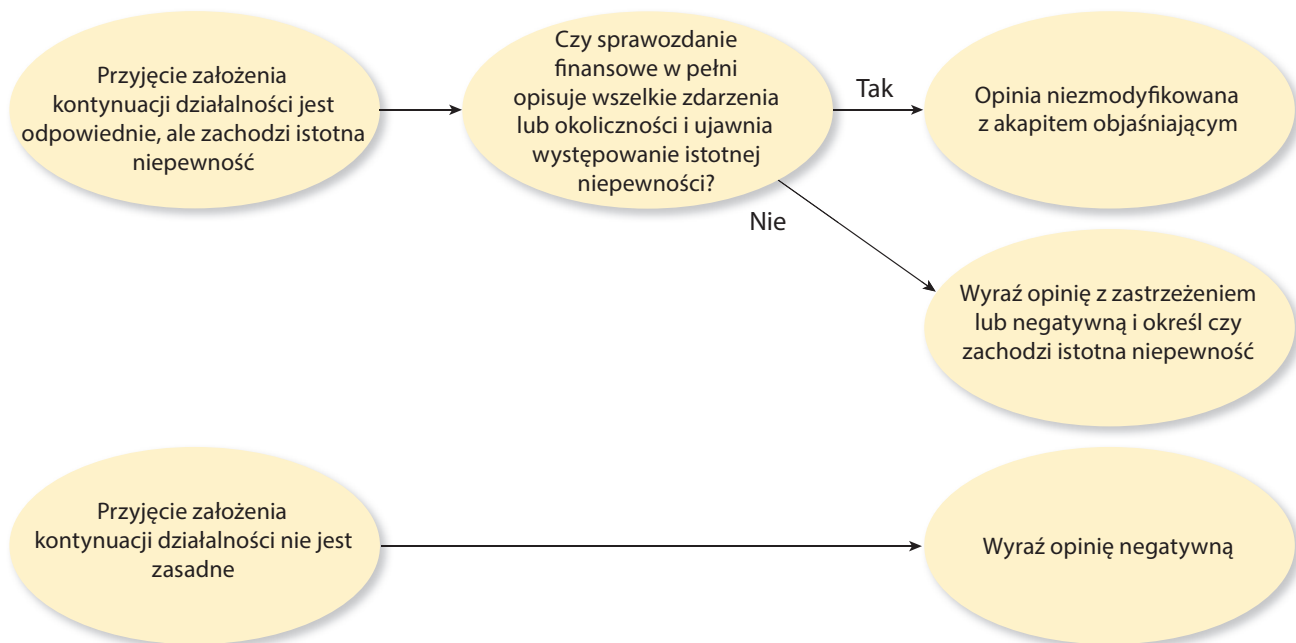 Przyjęcie założenia
kontynuacji działalności jest
odpowiednie, ale zachodzi istotna
niepewność
Czy sprawozdanie
finansowe w pełni
opisuje wszelkie zdarzenia
lub okoliczności i ujawnia
występowanie istotnej
niepewności?
Tak
Opinia niezmodyfikowana
z akapitem objaśniającym
Nie
Wyraź opinię z zastrzeżeniem
lub negatywną i określ czy
zachodzi istotna niepewność
Przyjęcie założenia
kontynuacji działalności nie jest
zasadne
Wyraź opinię negatywną